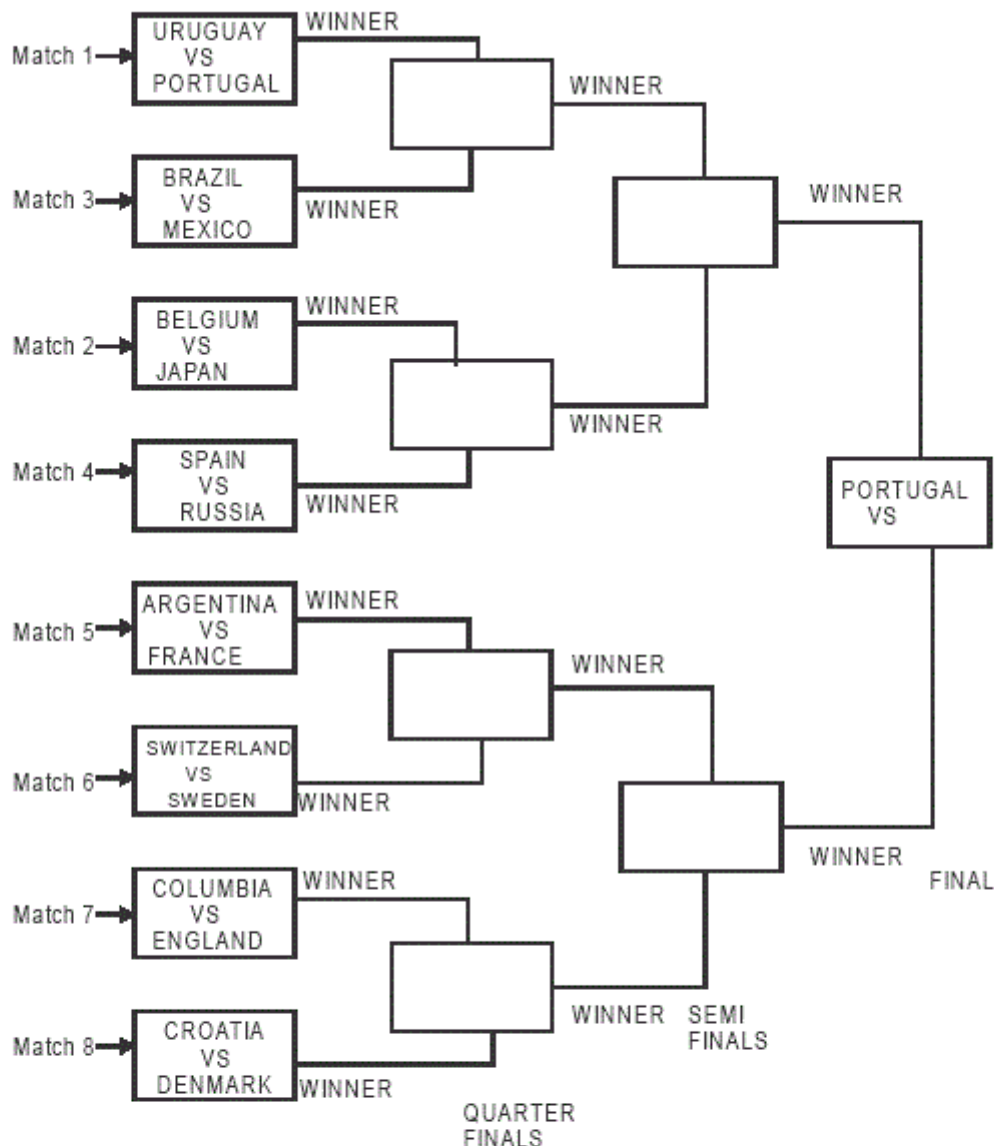 WINNER
Match 1
URUGUAY
VS
PORTUGAL
WINNER
Match 3
BRAZIL
VS
MEXICO
WINNER
WINNER
WINNER
Match 2
BELGIUM
VS
JAPAN
WINNER
Match 4
SPAIN
VS
RUSSIA
WINNER
PORTUGAL
VS
WINNER
Match 5
ARGENTINA
VS
FRANCE
WINNER
Match 6
SWITZERLAND
VS
SWEDEN
WINNER
WINNER
FINAL
WINNER
Match 7
COLUMBIA
VS
ENGLAND
WINNER
SEMI
FINALS
Match 8
CROATIA
VS
DENMARK
WINNER
QUARTER
FINALS